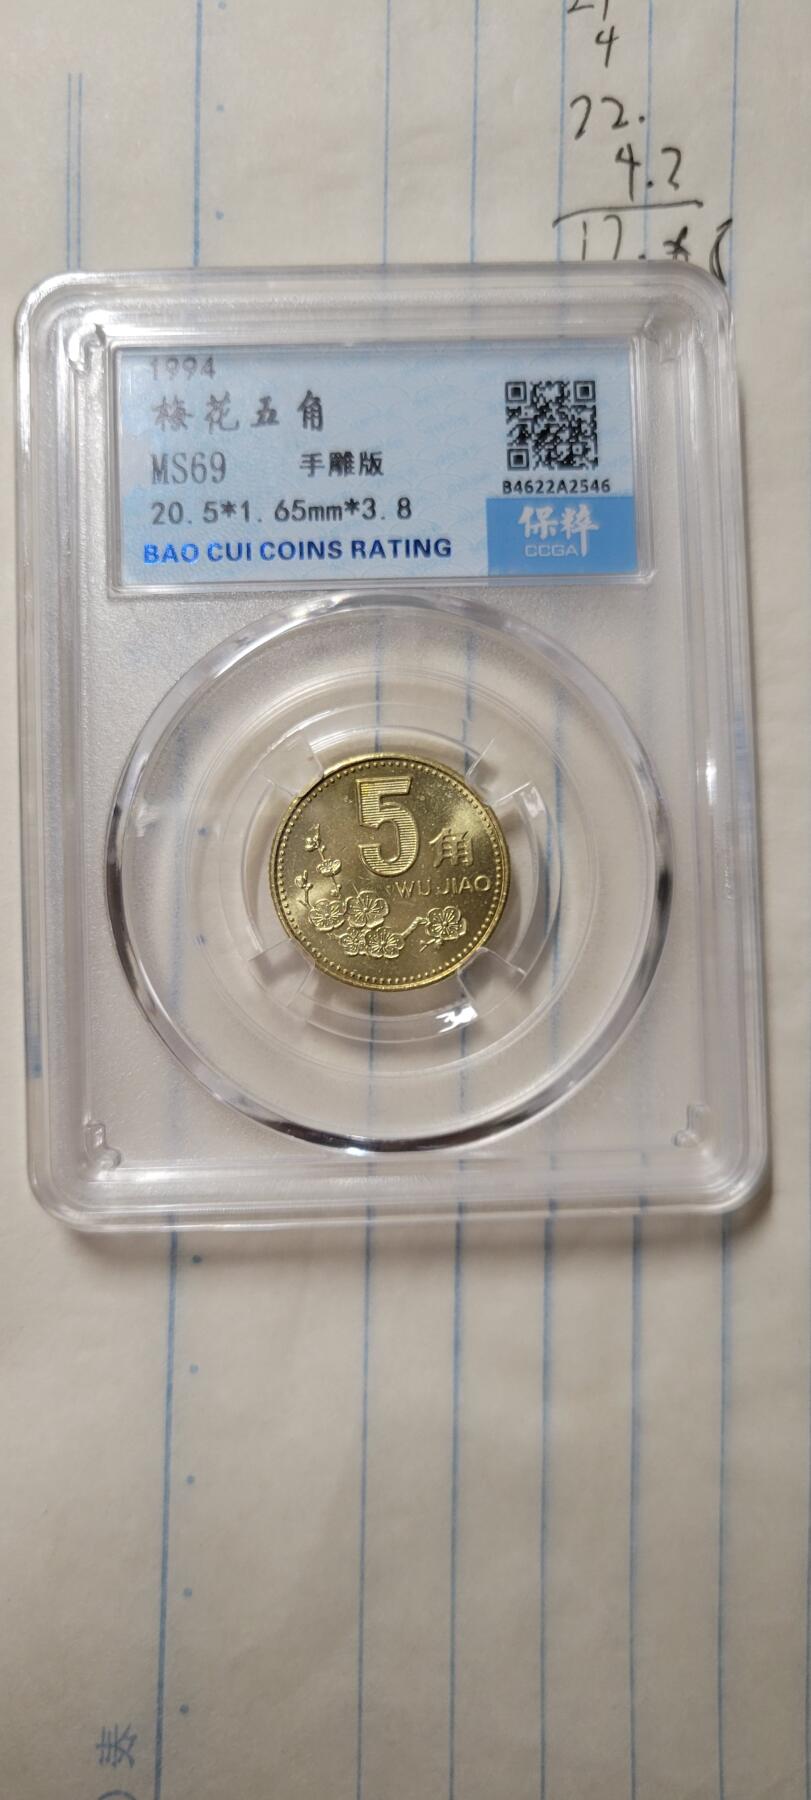 4
22.
4.2
17.
1994
梅花五角
MS69 手雕版
20.5*1.65mm*3.8
BAO CUI COINS RATING
B4622A2546
保粹
CCGA
5
角
WU JIAO